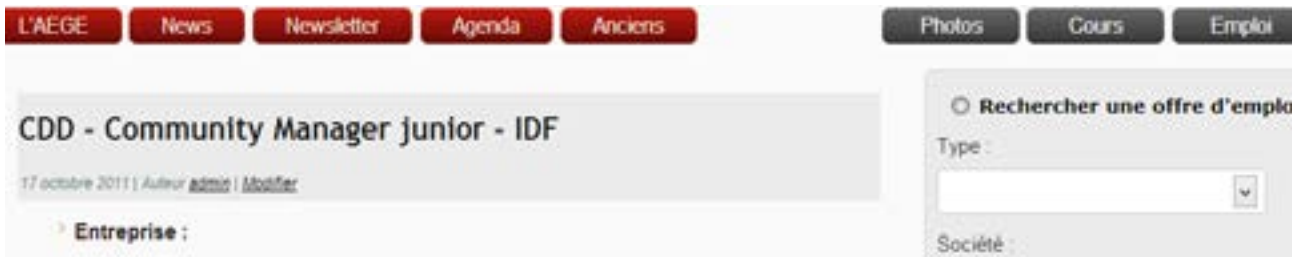 L'AEGE News Newsletter Agenda Anciens Photos Cours Emploi
CDD - Community Manager junior - IDF
17 octobre 2011 | Auteur admin | Modifier
Entreprise :
Rechercher une offre d'emplo
Type :
Société :